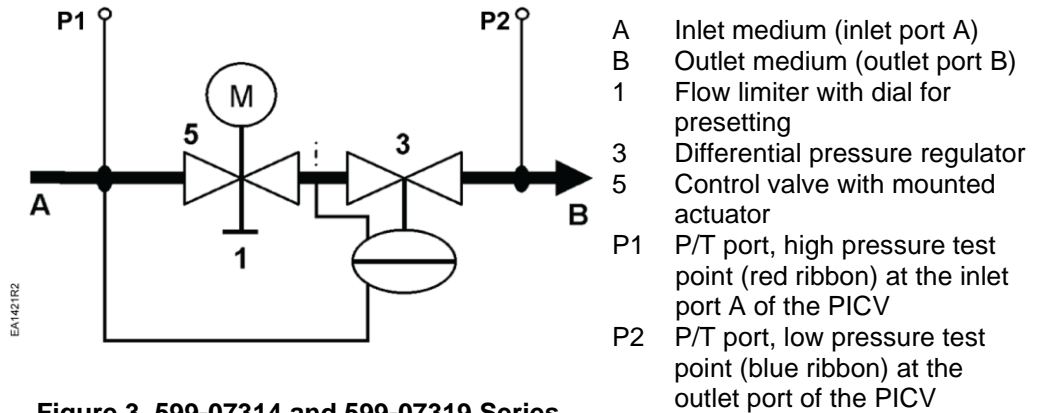 P1
P2
M
5
3
A
B
1
EA1421R2
A Inlet medium (inlet port A)
B Outlet medium (outlet port B)
1 Flow limiter with dial for
presetting
3 Differential pressure regulator
5 Control valve with mounted
actuator
P1 P/T port, high pressure test
point (red ribbon) at the inlet
port A of the PICV
P2 P/T port, low pressure test
point (blue ribbon) at the
outlet port of the PICV
Figure 3. 599-07314 and 599-07319 Series